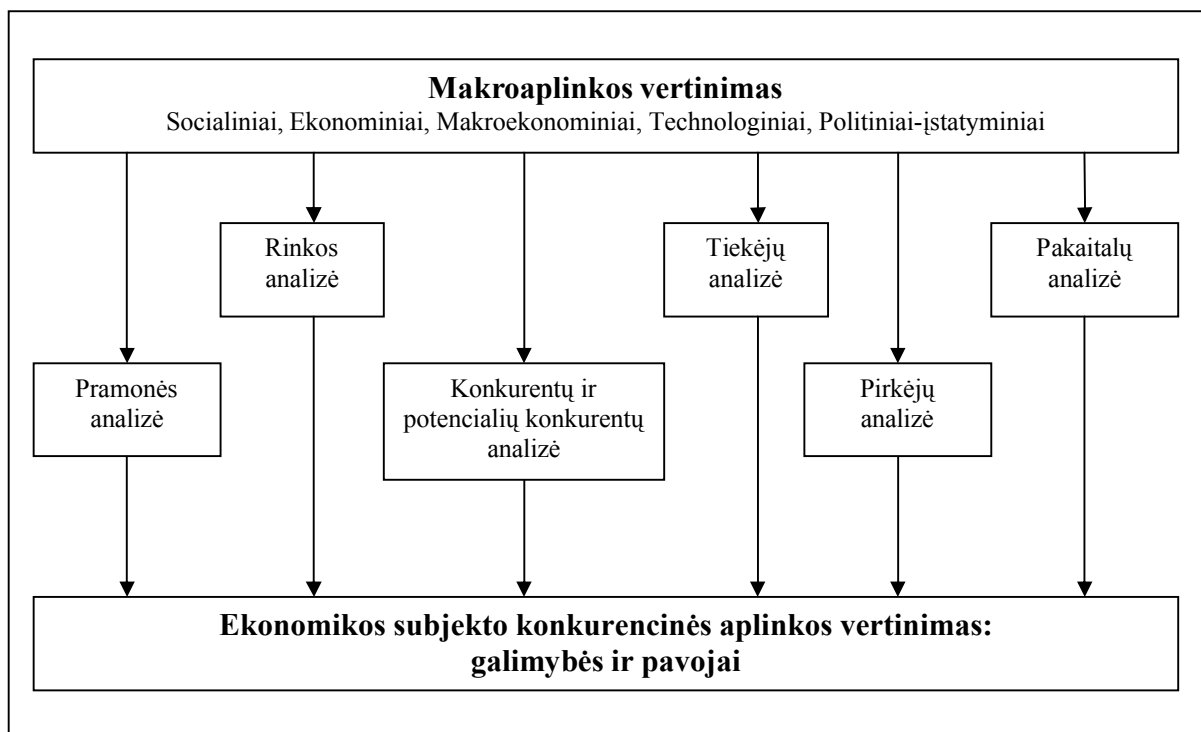 Makroaplinkos vertinimas
Socialiniai, Ekonominiai, Makroekonominiai, Technologiniai, Politiniai-įstatyminiai
Rinkos
analizė
Tiekėjų
analizė
Pakaitalų
analizė
Pramonės
analizė
Konkurentų ir
potencialių konkurentų
analizė
Pirkėjų
analizė
Ekonomikos subjekto konkurencinės aplinkos vertinimas:
galimybės ir pavojai